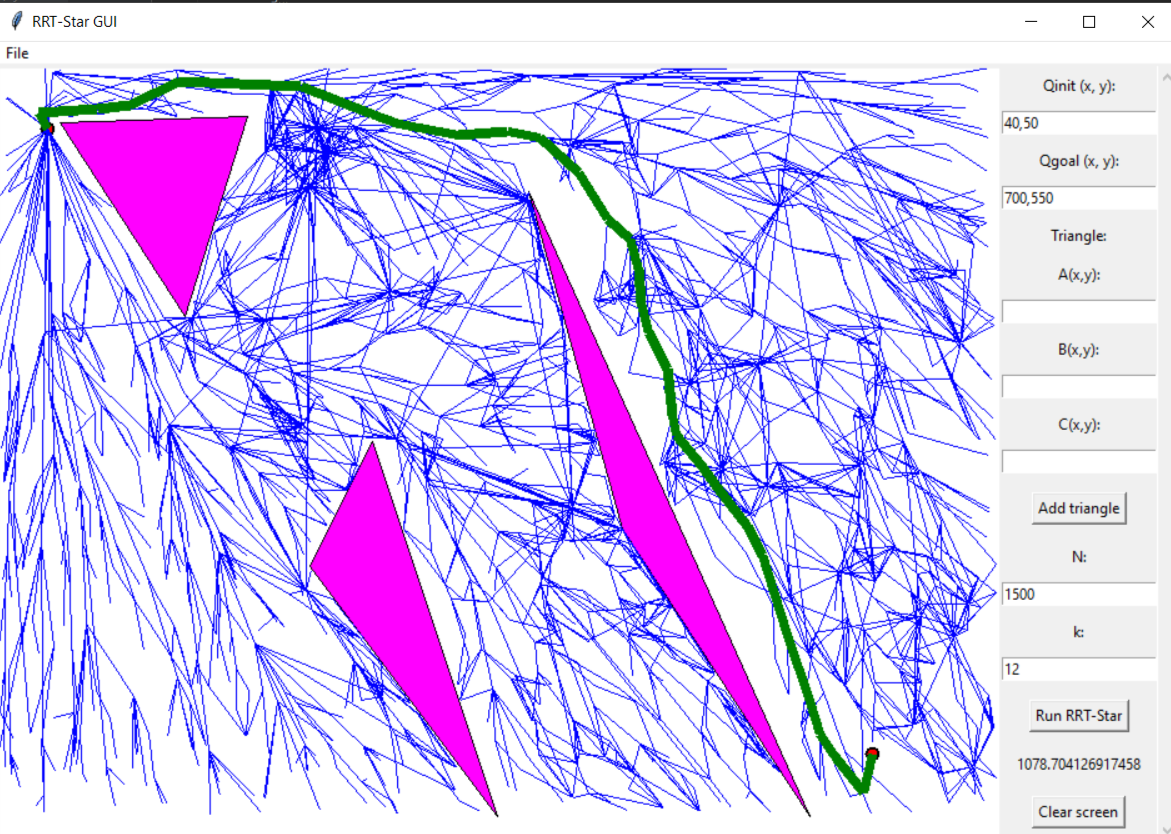 RRT-Star GUI
File
Qinit (x, y):
40,50
Qgoal (x, y):
700,550
Triangle:
A(x,y):
B(x,y):
C(x,y):
Add triangle
N:
1500
k:
12
Run RRT-Star
1078.704126917458
Clear screen